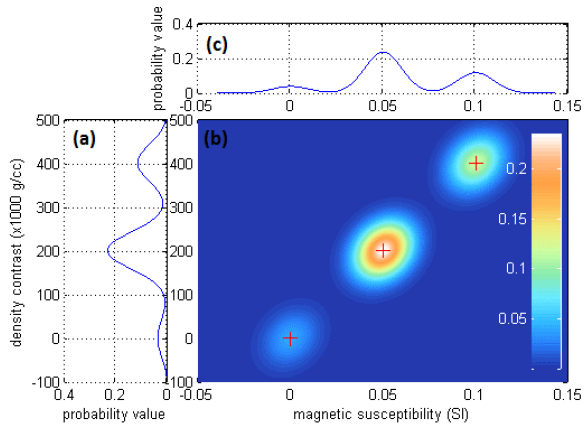 0.4
(c)
0.2
0
probability value
-0.05 0 0.05 0.1 0.15
500 (a) 500 (b)
400 400
300 300
200 200
100 100
0 0
-100 -100
density contrast (x1000 g/cc)
0.2
0.15
0.1
0.05
0.4 0.2 0 -0.05 0 0.05 0.1 0.15
probability value magnetic susceptibility (SI)